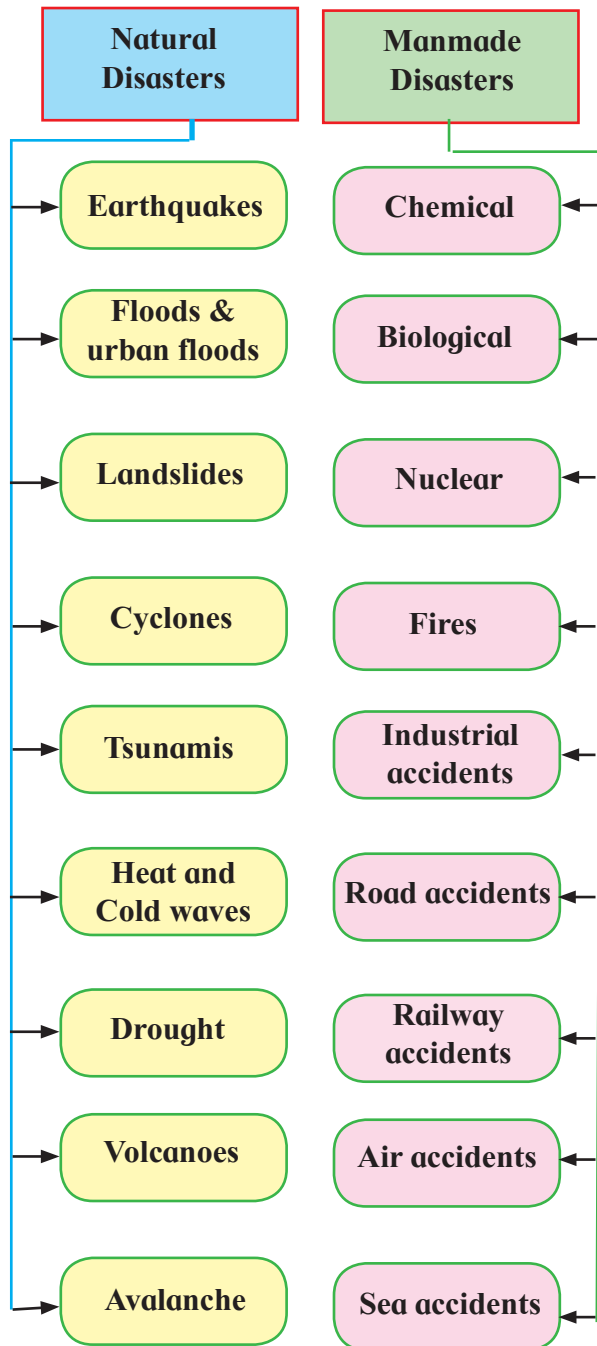 Natural
Disasters
Earthquakes
Floods &
urban floods
Landslides
Cyclones
Tsunamis
Heat and
Cold waves
Drought
Volcanoes
Avalanche
Manmade
Disasters
Chemical
Biological
Nuclear
Fires
Industrial
accidents
Road accidents
Railway
accidents
Air accidents
Sea accidents